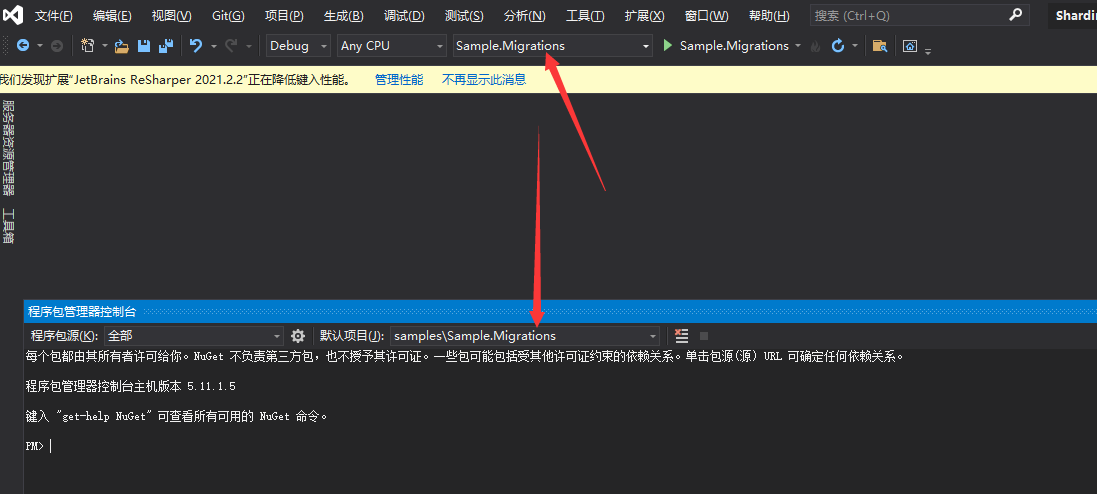 文件(F) 编辑(E) 视图(V) Git(G) 项目(P) 生成(B) 调试(D) 测试(S) 分析(N) 工具(T) 扩展(X) 窗口(W) 帮助(H) 搜索 (Ctrl+Q) Shardin
Debug Any CPU Sample.Migrations Sample.Migrations
我们发现扩展“JetBrains ReSharper 2021.2.2”正在降低键入性能。 管理性能 不再显示此消息
服务器资源管理器
工具箱
程序包管理器控制台
程序包源(K): 全部 默认项目(J): samples\Sample.Migrations
每个包都由其所有者许可给你。NuGet 不负责第三方包，也不授予其许可证。一些包可能包括受其他许可证约束的依赖关系。单击包源(源) URL 可确定任何依赖关系。
程序包管理器控制台主机版本 5.11.1.5
键入 "get-help NuGet" 可查看所有可用的 NuGet 命令。
PM>